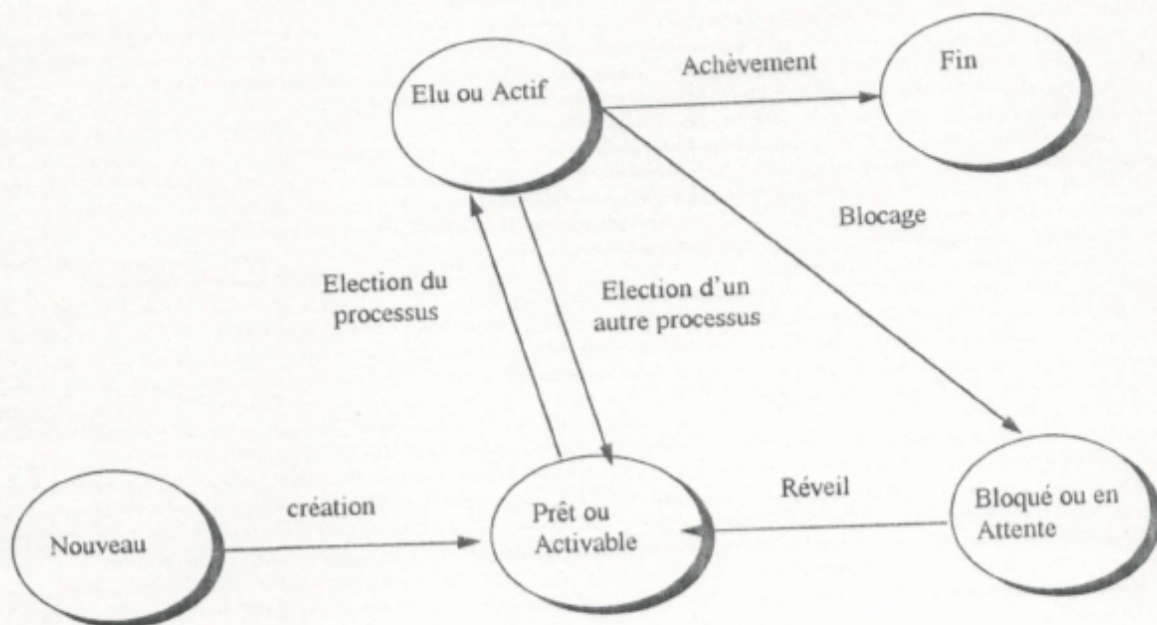 Elu ou Actif
Achèvement
Fin
Blocage
Election du
processus
Election d'un
autre processus
Nouveau
création
Prêt ou
Activable
Réveil
Bloqué ou en
Attente